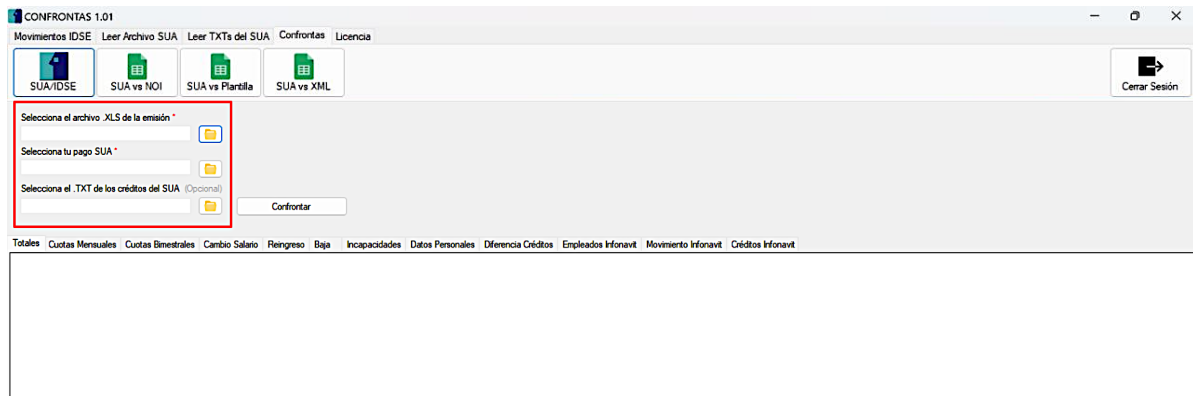 CONFRONTAS 1.01
Movimientos IDSE Leer Archivo SUA Leer TXTs del SUA Confrontas Licencia
SUA/IDSE SUA vs NOI SUA vs Plantilla SUA vs XML Cerrar Sesión
Selecciona el archivo .XLS de la emisión *
Selecciona tu pago SUA *
Selecciona el .TXT de los créditos del SUA (Opcional)
Confrontar
Totales Cuotas Mensuales Cuotas Bimestrales Cambio Salario Reingreso Baja Incapacidades Datos Personales Diferencia Créditos Empleados Infonavit Movimiento Infonavit Créditos Infonavit